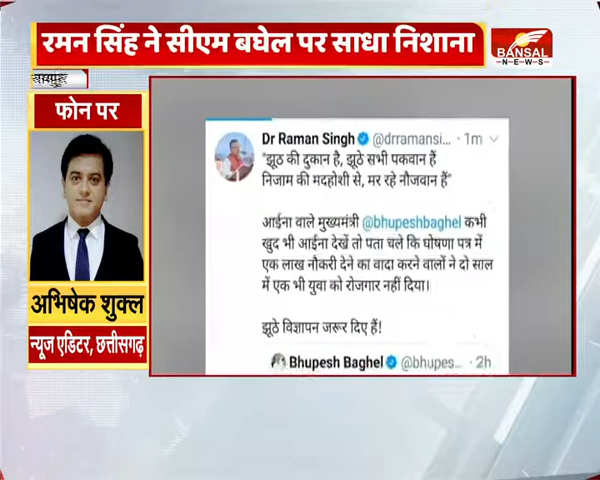 रमन सिंह ने सीएम बघेल पर साधा निशाना
BANSAL
NEWS
रायपुर
फोन पर
अभिषेक शुक्ल
न्यूज एडिटर, छत्तीसगढ़
Dr Raman Singh @drramansi... · 1m
"झूठ की दुकान है, झूठे सभी पकवान हैं
निजाम की मदहोशी से, मर रहे नौजवान हैं"
आईना वाले मुख्यमंत्री @bhupeshbaghel कभी
खुद भी आईना देखें तो पता चले कि घोषणा पत्र में
एक लाख नौकरी देने का वादा करने वालों ने दो साल
में एक भी युवा को रोजगार नहीं दिया।
झूठे विज्ञापन जरूर दिए हैं!
Bhupesh Baghel @bhupes... · 2h